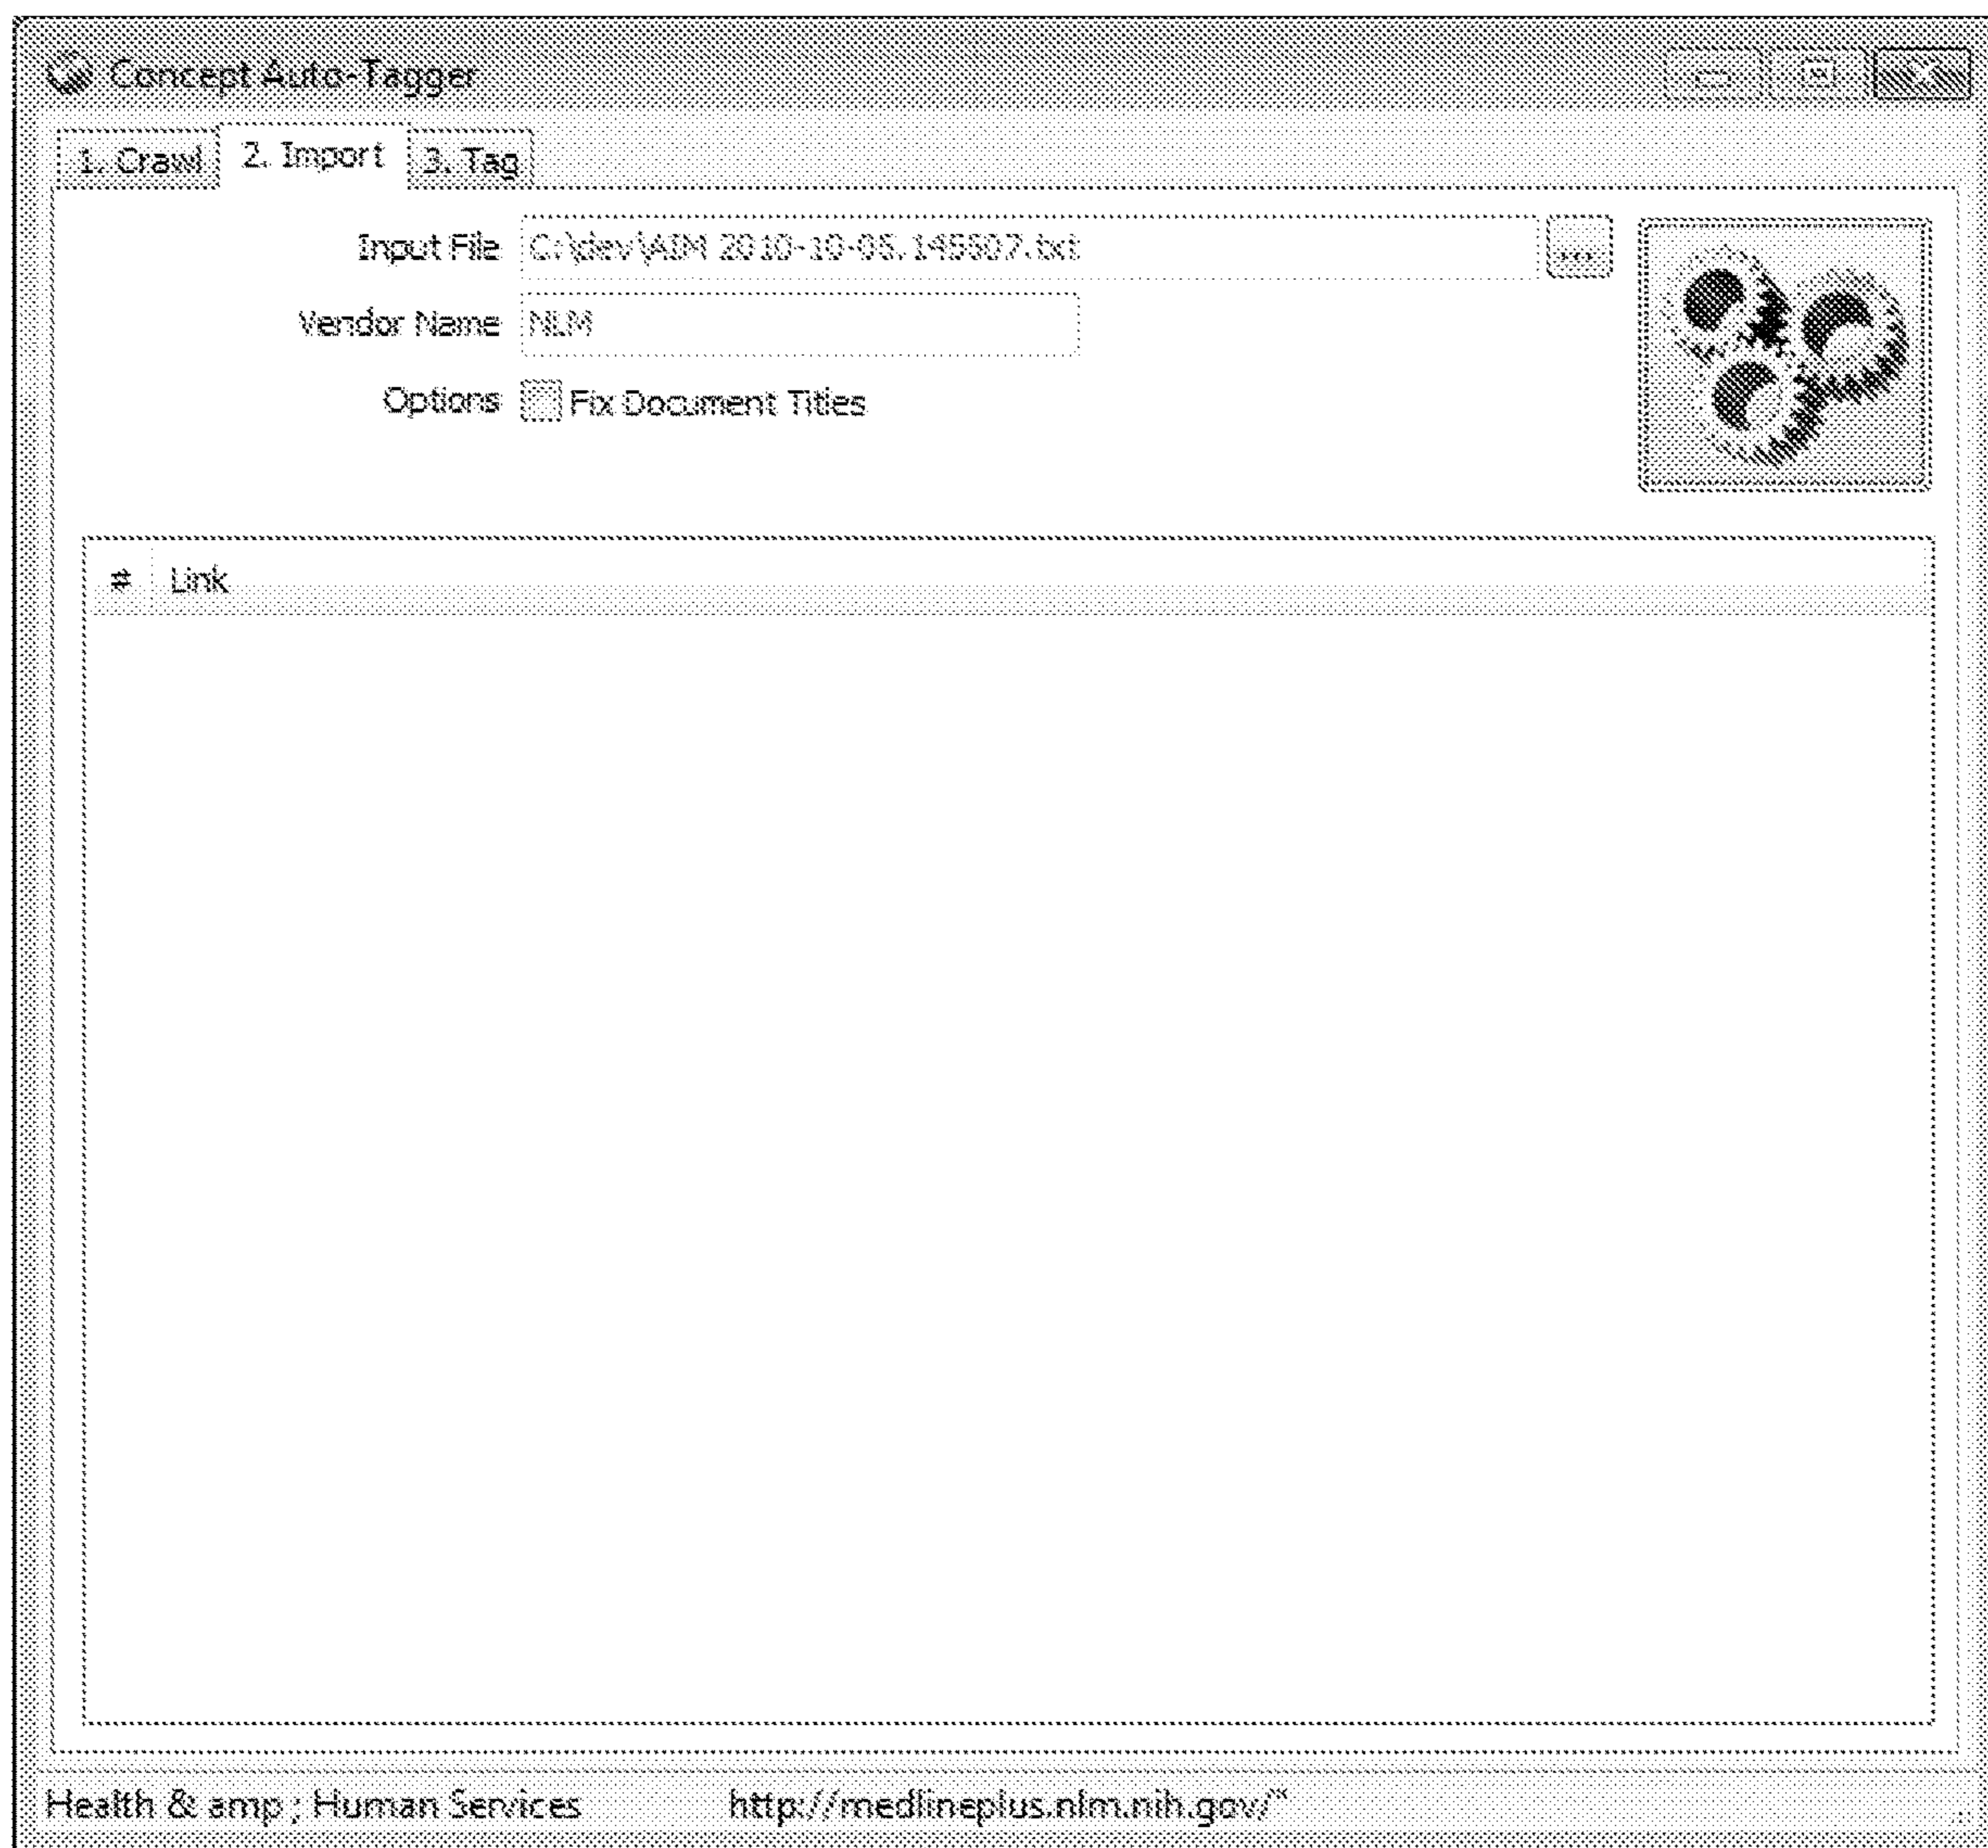 Concept Auto-Tagger
1. Crawl 2. Import 3. Tag
Input File C:\dev\AIM 2010-10-05.145507.txt ...
Vendor Name NLM
Options Fix Document Titles
# Link
Health & amp ; Human Services http://medlineplus.nlm.nih.gov/"